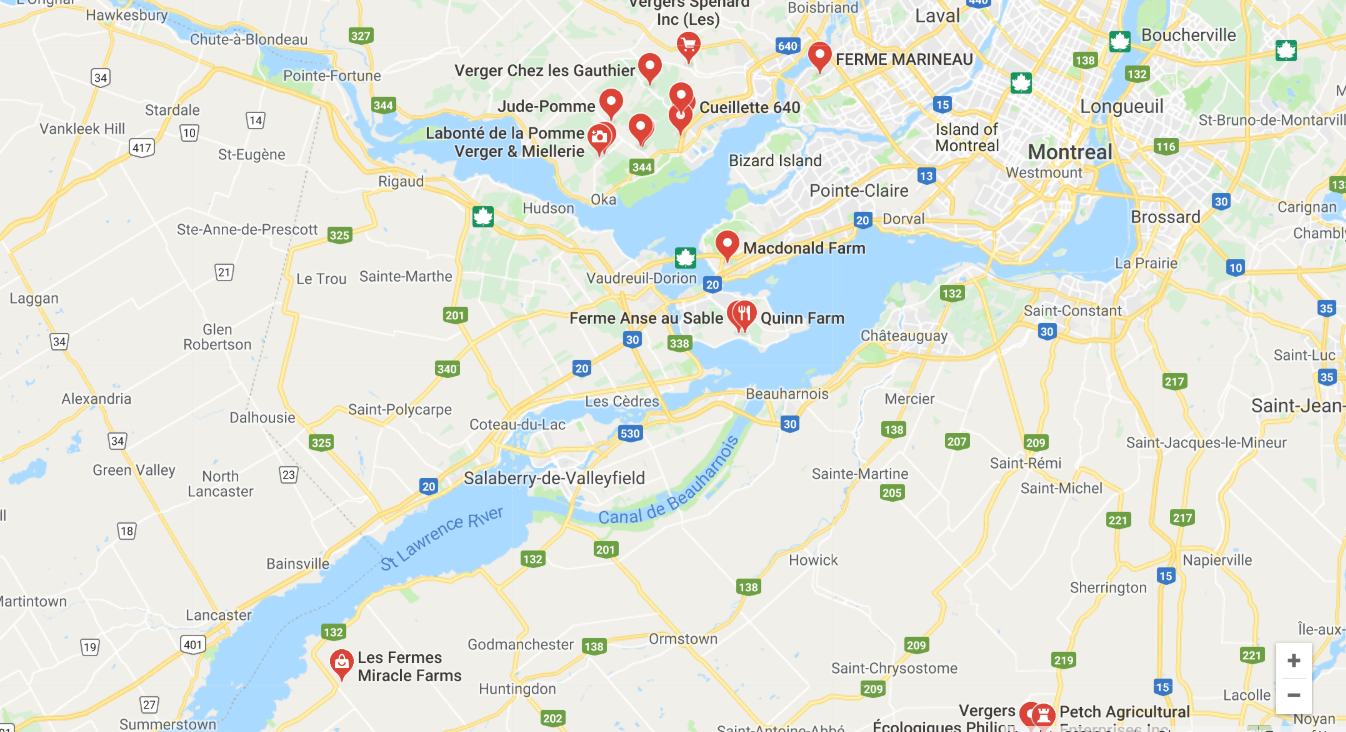 L'Orignal
Hawkesbury
Chute-à-Blondeau
327
Vergers Spénard
Inc (Les)
Boisbriand
Laval
440
Boucherville
640
FERME MARINEAU
138
132
34
Pointe-Fortune
Verger Chez les Gauthier
Stardale
344
Jude-Pomme
Cueillette 640
15
Longueuil
St-Bruno-de-Montarville
Vankleek Hill
10
14
417
St-Eugène
Labonté de la Pomme
Verger & Miellerie
344
Bizard Island
Island of
Montreal
Montreal
116
Westmount
13
Pointe-Claire
Rigaud
Oka
Hudson
20
Dorval
30
Brossard
Carignan
Ste-Anne-de-Prescott
325
Macdonald Farm
Chambly
La Prairie
10
21
Le Trou
Sainte-Marthe
Vaudreuil-Dorion
20
132
Laggan
201
Ferme Anse au Sable
Quinn Farm
Saint-Constant
35
30
Glen
Robertson
34
30
338
Châteauguay
Saint-Luc
340
20
35
217
Alexandria
Dalhousie
Saint-Polycarpe
Les Cèdres
Beauharnois
Mercier
Saint-Jean-
Coteau-du-Lac
530
30
138
207
209
Saint-Jacques-le-Mineur
34
325
Green Valley
North
Lancaster
23
20
Salaberry-de-Valleyfield
Canal de Beauharnois
Sainte-Martine
205
Saint-Rémi
Saint-Michel
18
St Lawrence River
221
217
Bainsville
132
201
Howick
Napierville
15
138
Sherrington
Martintown
Lancaster
132
401
19
Godmanchester
138
Ormstown
209
Île-aux-
Les Fermes
Miracle Farms
219
221
Saint-Chrysostome
Huntingdon
209
15
Lacolle
27
Summerstown
202
Vergers
Écologiques Philion
Petch Agricultural
Enterprises Inc
Noyan
+
−